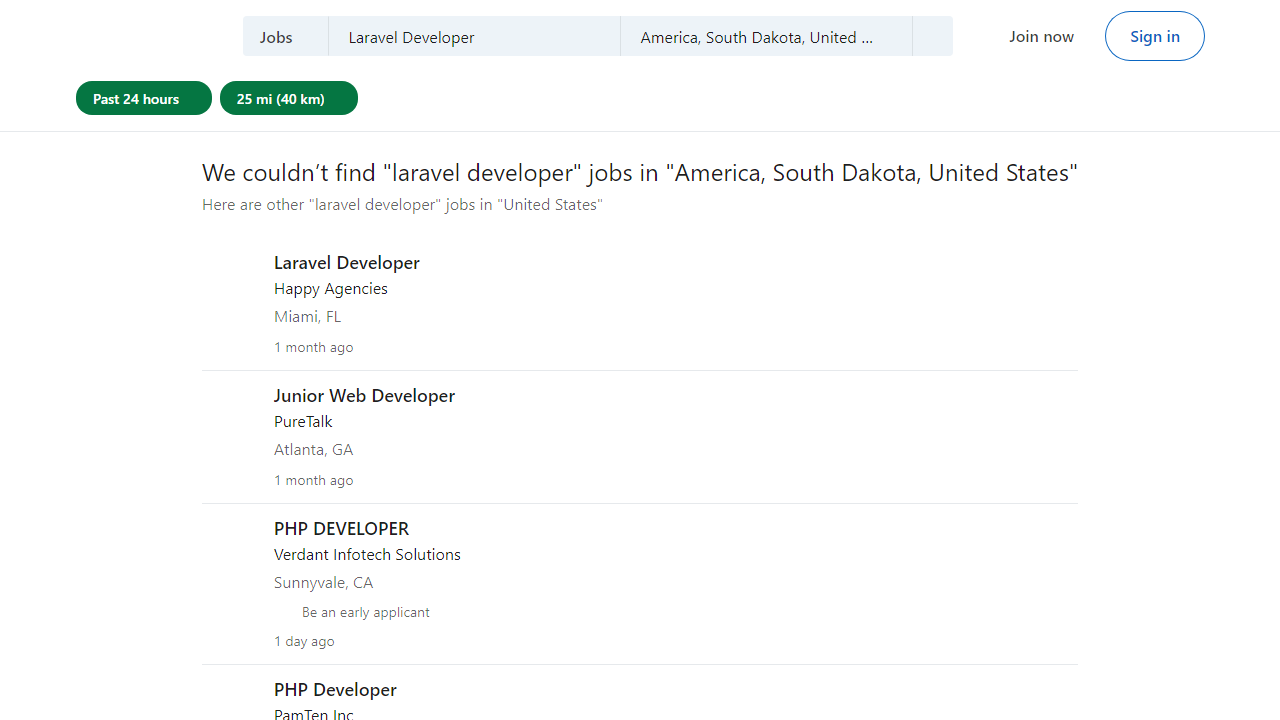 Jobs
Laravel Developer
America, South Dakota, United ...
Join now
Sign in
Past 24 hours
25 mi (40 km)
We couldn’t find "laravel developer" jobs in "America, South Dakota, United States"
Here are other "laravel developer" jobs in "United States"
Laravel Developer
Happy Agencies
Miami, FL
1 month ago
Junior Web Developer
PureTalk
Atlanta, GA
1 month ago
PHP DEVELOPER
Verdant Infotech Solutions
Sunnyvale, CA
Be an early applicant
1 day ago
PHP Developer
PamTen Inc